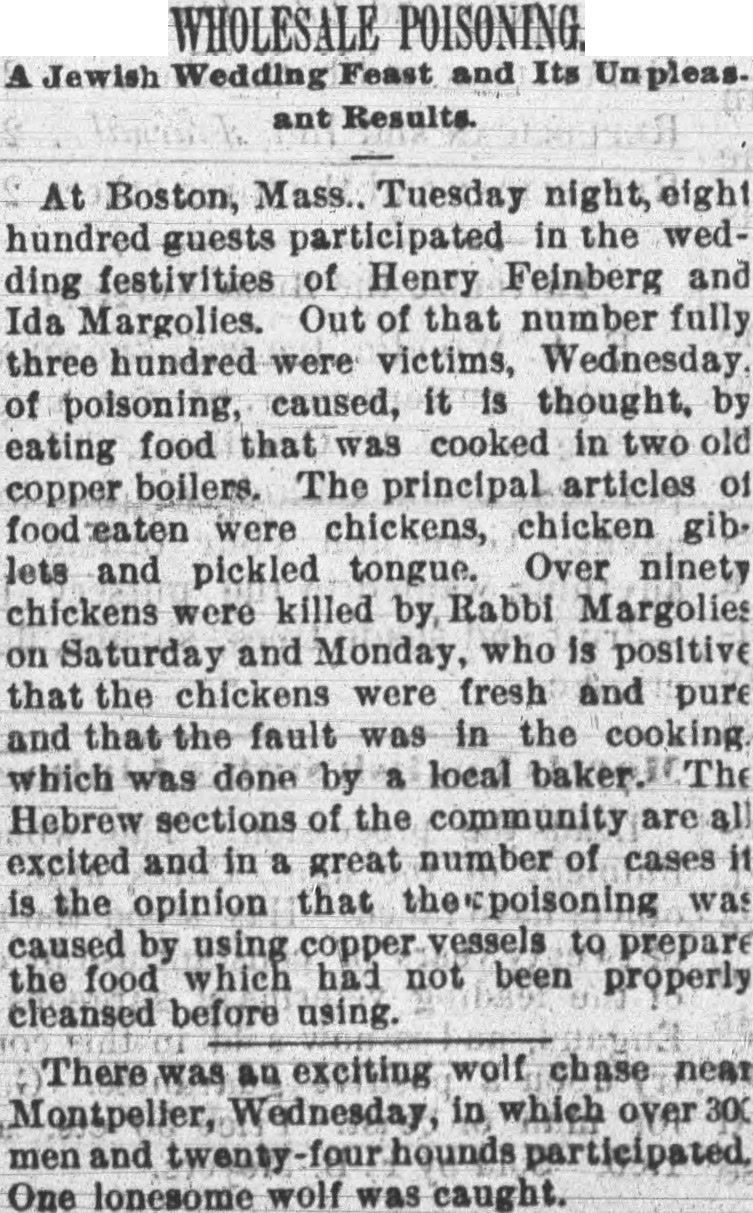 WHOLESALE POISONING.
A Jewish Wedding Feast and Its Unpleas-
ant Results.
At Boston, Mass.. Tuesday night, eight
hundred guests participated in the wed-
ding festivities of Henry Feinberg and
Ida Margolies. Out of that number fully
three hundred were victims, Wednesday,
of poisoning, caused, it is thought, by
eating food that was cooked in two old
copper boilers. The principal articles of
food eaten were chickens, chicken gib-
lets and pickled tongue. Over ninety
chickens were killed by Rabbi Margolies
on Saturday and Monday, who is positive
that the chickens were fresh and pure
and that the fault was in the cooking,
which was done by a local baker. The
Hebrew sections of the community are all
excited and in a great number of cases it
is the opinion that the poisoning was
caused by using copper vessels to prepare
the food which had not been properly
cleansed before using.
There was an exciting wolf chase near
Montpelier, Wednesday, in which over 300
men and twenty-four hounds participated.
One lonesome wolf was caught.